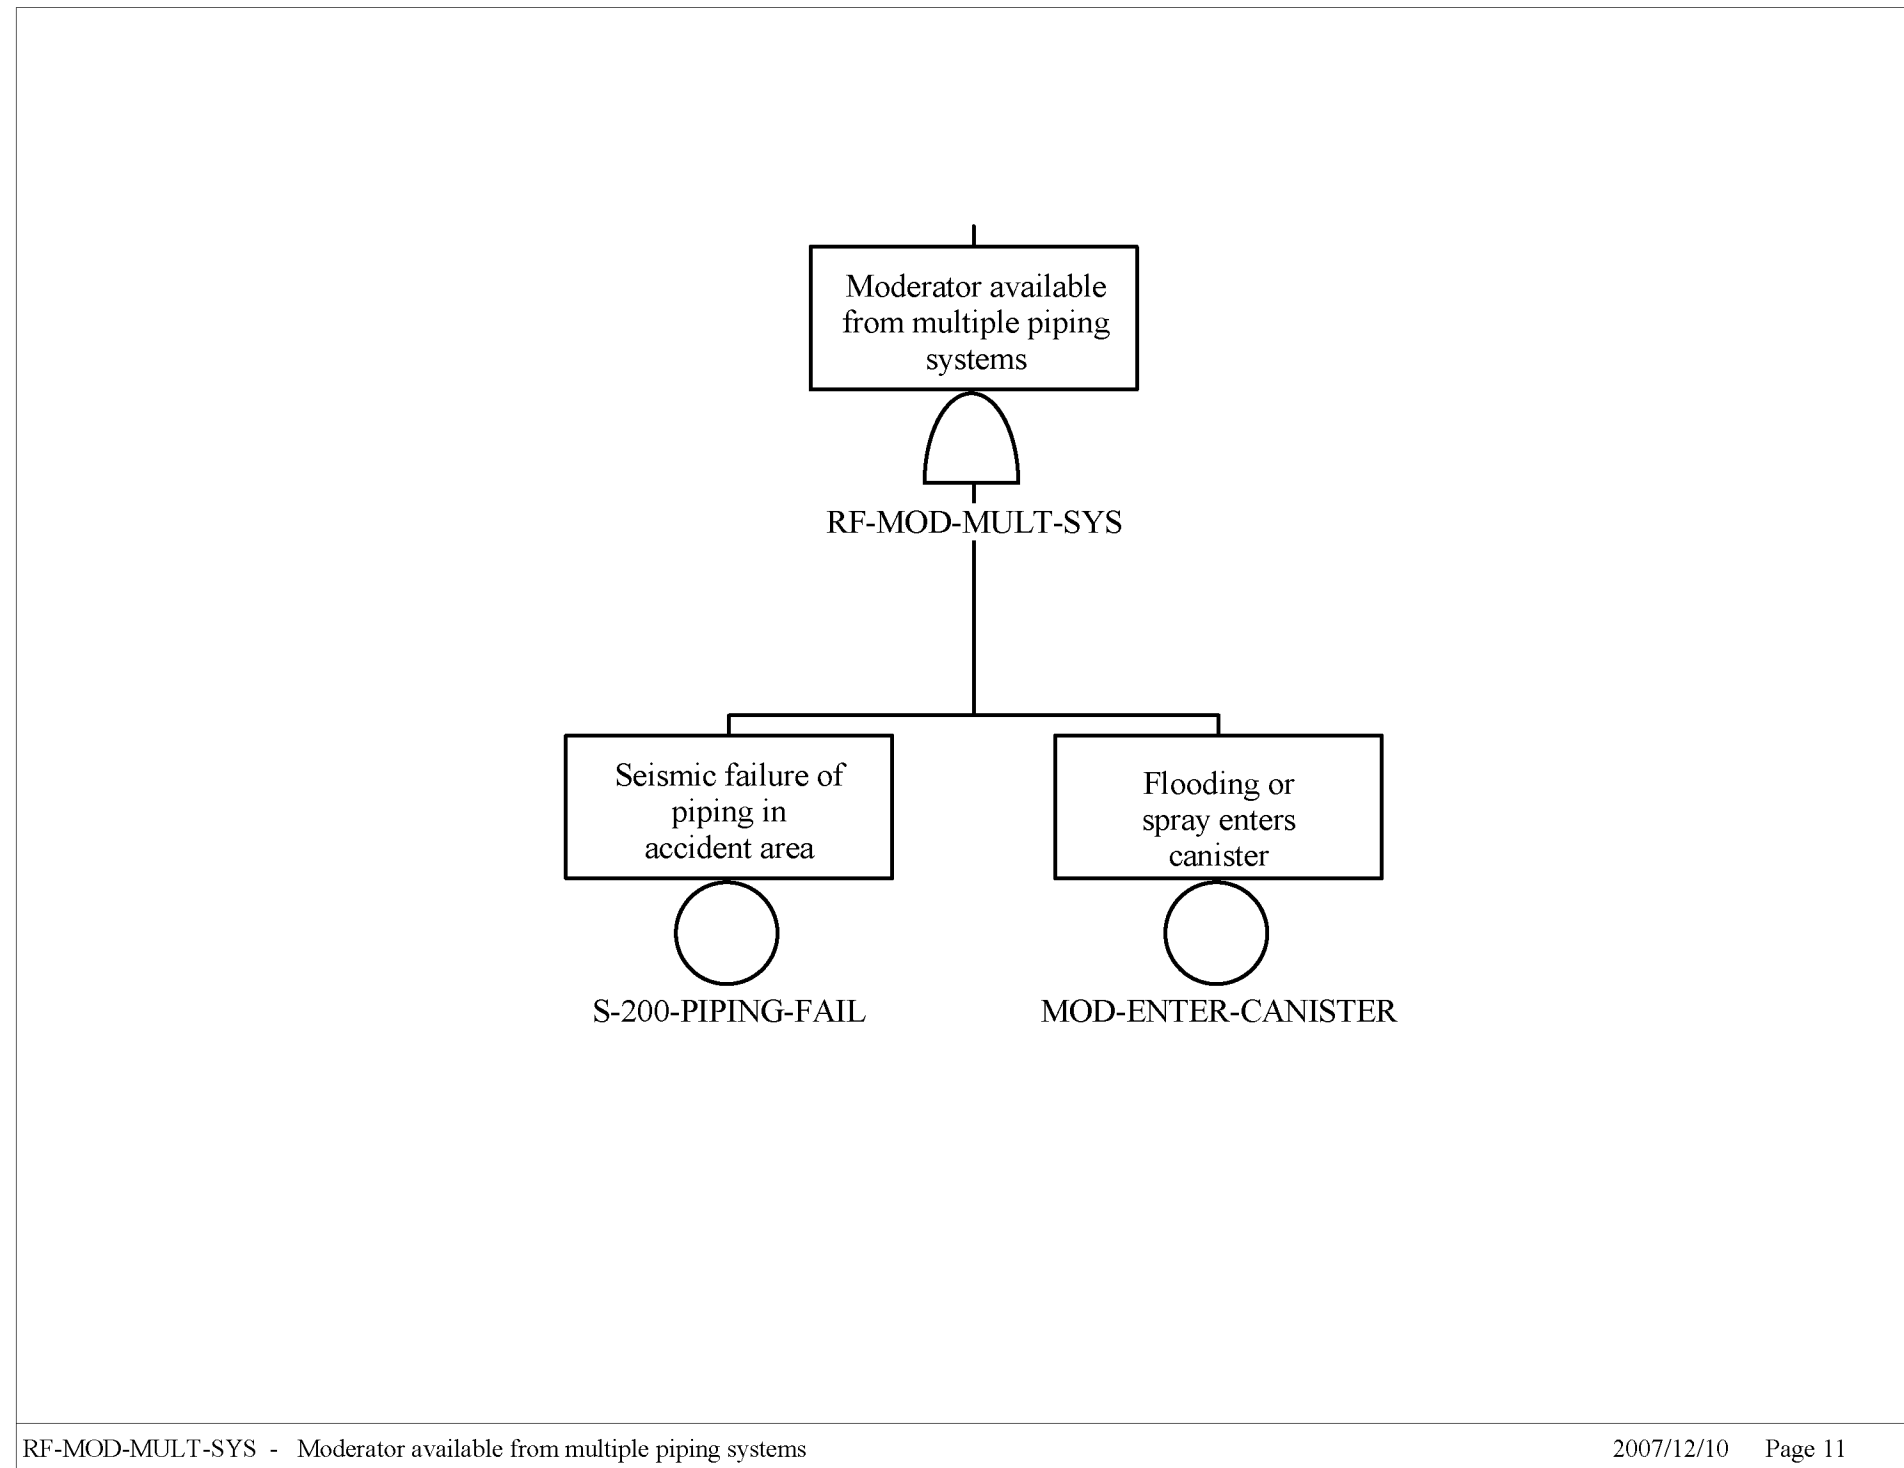 Moderator available
from multiple piping
systems
RF-MOD-MULT-SYS
Seismic failure of
piping in
accident area
S-200-PIPING-FAIL
Flooding or
spray enters
canister
MOD-ENTER-CANISTER
RF-MOD-MULT-SYS - Moderator available from multiple piping systems
2007/12/10 Page 11